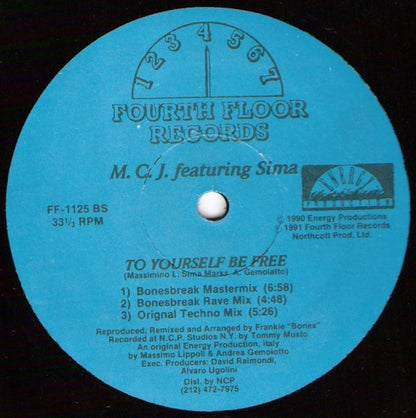 1 2 3 4 5 6 7
FOURTH FLOOR
RECORDS
M. C. J. featuring Sima
FF-1125 BS
33⅓ RPM
ENERGY
PRODUCTION
© 1990 Energy Productions
℗ 1991 Fourth Floor Records
Northcott Prod. Ltd.
TO YOURSELF BE FREE
(Massimino L. Sima Marks A. Gemolatto)
1) Bonesbreak Mastermix (6:58)
2) Bonesbreak Rave Mix (4:48)
3) Orignal Techno Mix (5:26)
Reproduced, Remixed and Arranged by Frankie "Bones"
Recorded at N.C.P. Studios N.Y. by Tommy Musto
An original Energy Production, Italy
by Massimo Lippoli & Andrea Gemolotto
Exec. Producers: David Raimondi,
Alvaro Ugolini
Dist. by NCP
(212) 472-7975